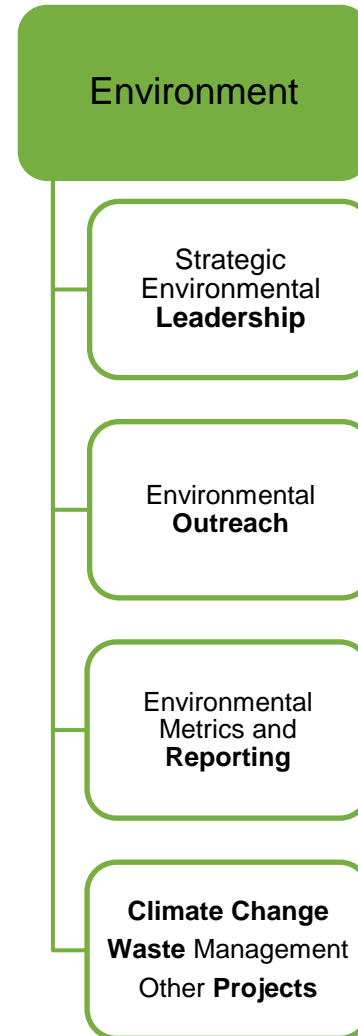 Environment
Strategic
Environmental
Leadership
Environmental
Outreach
Environmental
Metrics and
Reporting
Climate Change
Waste Management
Other Projects